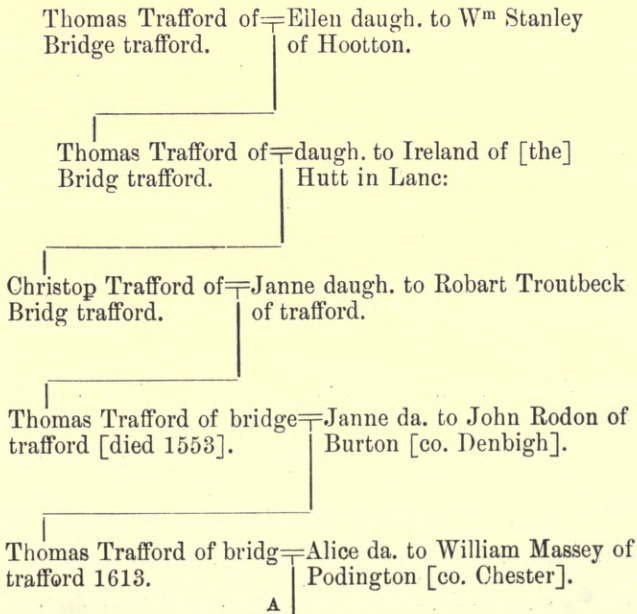 Thomas Trafford of Ellen daugh. to Wᵐ Stanley
Bridge trafford. of Hootton.
Thomas Trafford of daugh. to Ireland of [the]
Bridg trafford. Hutt in Lanc:
Christop Trafford of Janne daugh. to Robart Troutbeck
Bridg trafford. of trafford.
Thomas Trafford of bridge Janne da. to John Rodon of
trafford [died 1553]. Burton [co. Denbigh].
Thomas Trafford of bridg Alice da. to William Massey of
trafford 1613. Podington [co. Chester].
A